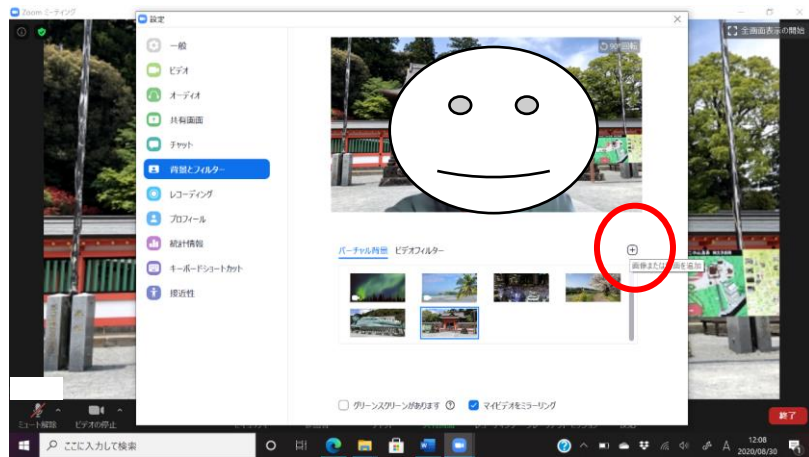 Zoom ミーティング
設定
全画面表示の開始
一般
ビデオ
オーディオ
共有画面
チャット
背景とフィルター
レコーディング
プロフィール
統計情報
キーボードショートカット
接近性
90°回転
バーチャル背景 ビデオフィルター
画像または動画を追加
グリーンスクリーンがあります
マイビデオをミラーリング
ミュート解除
ビデオの停止
終了
ここに入力して検索
A
12:08
2020/08/30